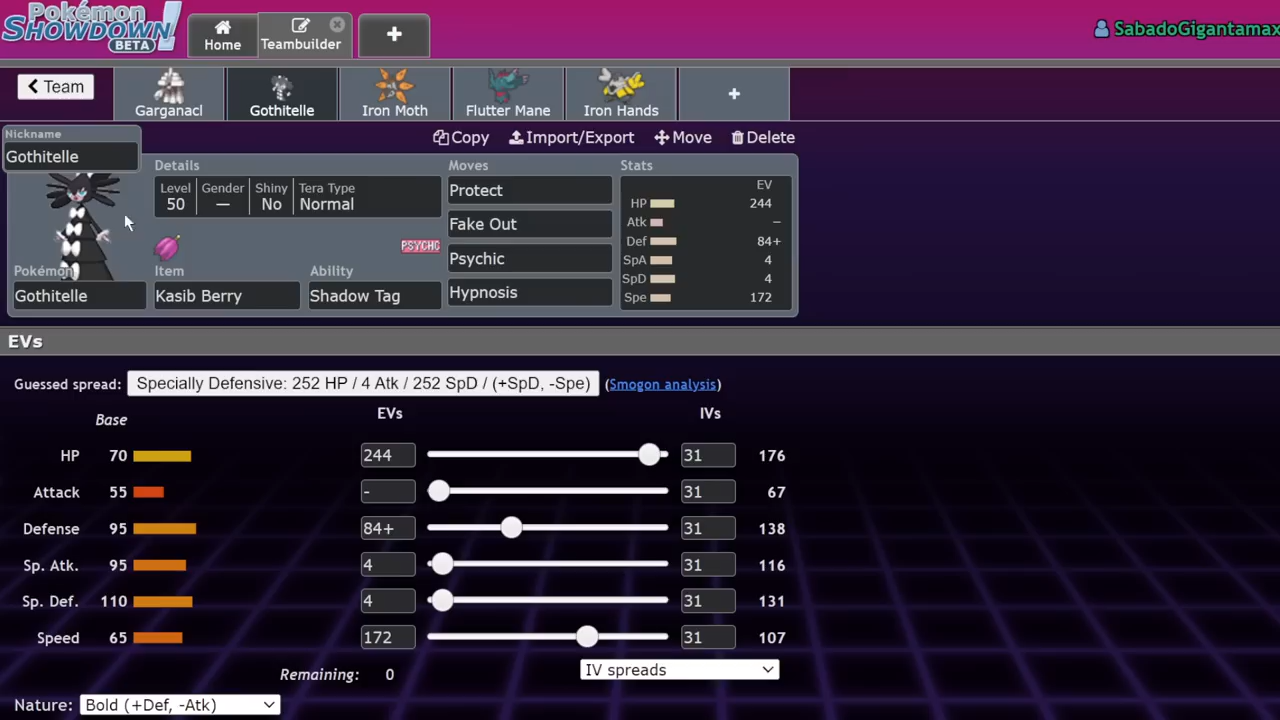 Pokémon
SHOWDOWN!
BETA
Home
Teambuilder
+
SabadoGigantamax
Team
Garganacl
Gothitelle
Iron Moth
Flutter Mane
Iron Hands
+
Copy
Import/Export
Move
Delete
Nickname
Gothitelle
Details
Level Gender Shiny Tera Type
50 — No Normal
PSYCHC
Pokémon
Gothitelle
Item
Kasib Berry
Ability
Shadow Tag
Moves
Protect
Fake Out
Psychic
Hypnosis
Stats
EV
HP 244
Atk –
Def 84+
SpA 4
SpD 4
Spe 172
EVs
Guessed spread: Specially Defensive: 252 HP / 4 Atk / 252 SpD / (+SpD, -Spe) (Smogon analysis)
Base EVs IVs
HP 70 244 31 176
Attack 55 - 31 67
Defense 95 84+ 31 138
Sp. Atk. 95 4 31 116
Sp. Def. 110 4 31 131
Speed 65 172 31 107
Remaining: 0 IV spreads
Nature: Bold (+Def, -Atk)